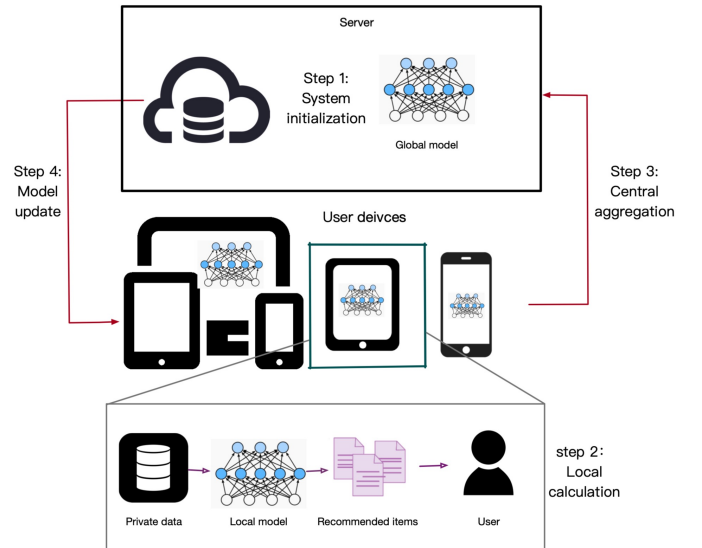 Server
Step 1:
System
initialization
Global model
Step 4:
Model
update
Step 3:
Central
aggregation
User deivces
step 2:
Local
calculation
Private data
Local model
Recommended items
User